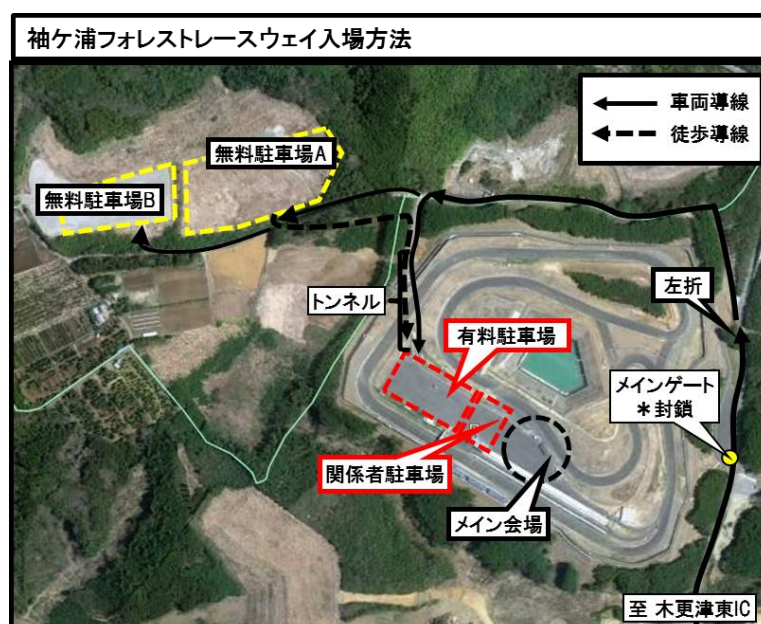 袖ケ浦フォレストレースウェイ入場方法
車両導線
徒歩導線
無料駐車場A
無料駐車場B
トンネル
左折
有料駐車場
メインゲート
＊封鎖
関係者駐車場
メイン会場
至 木更津東IC